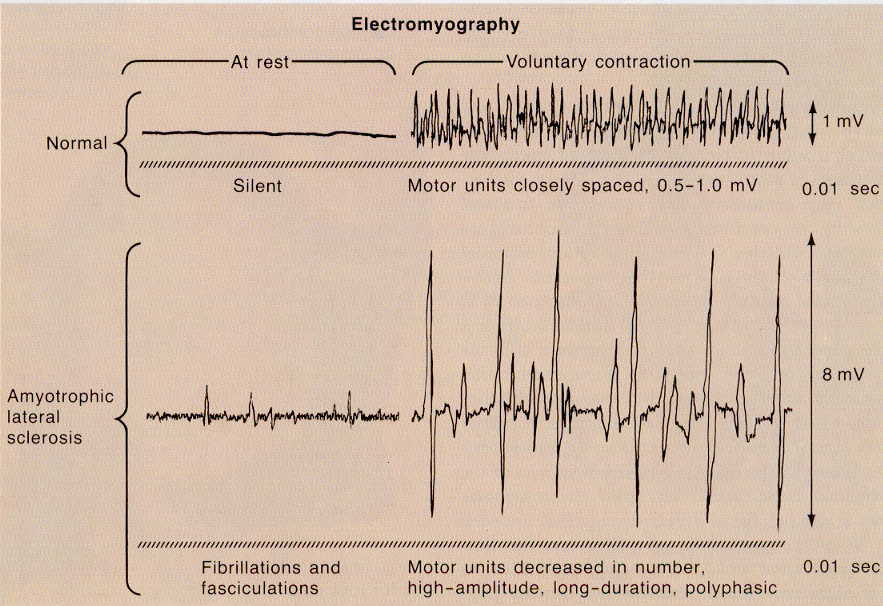 Electromyography
At rest
Voluntary contraction
Normal
1 mV
Silent
Motor units closely spaced, 0.5–1.0 mV
0.01 sec
Amyotrophic
lateral
sclerosis
8 mV
Fibrillations and
fasciculations
Motor units decreased in number,
high-amplitude, long-duration, polyphasic
0.01 sec